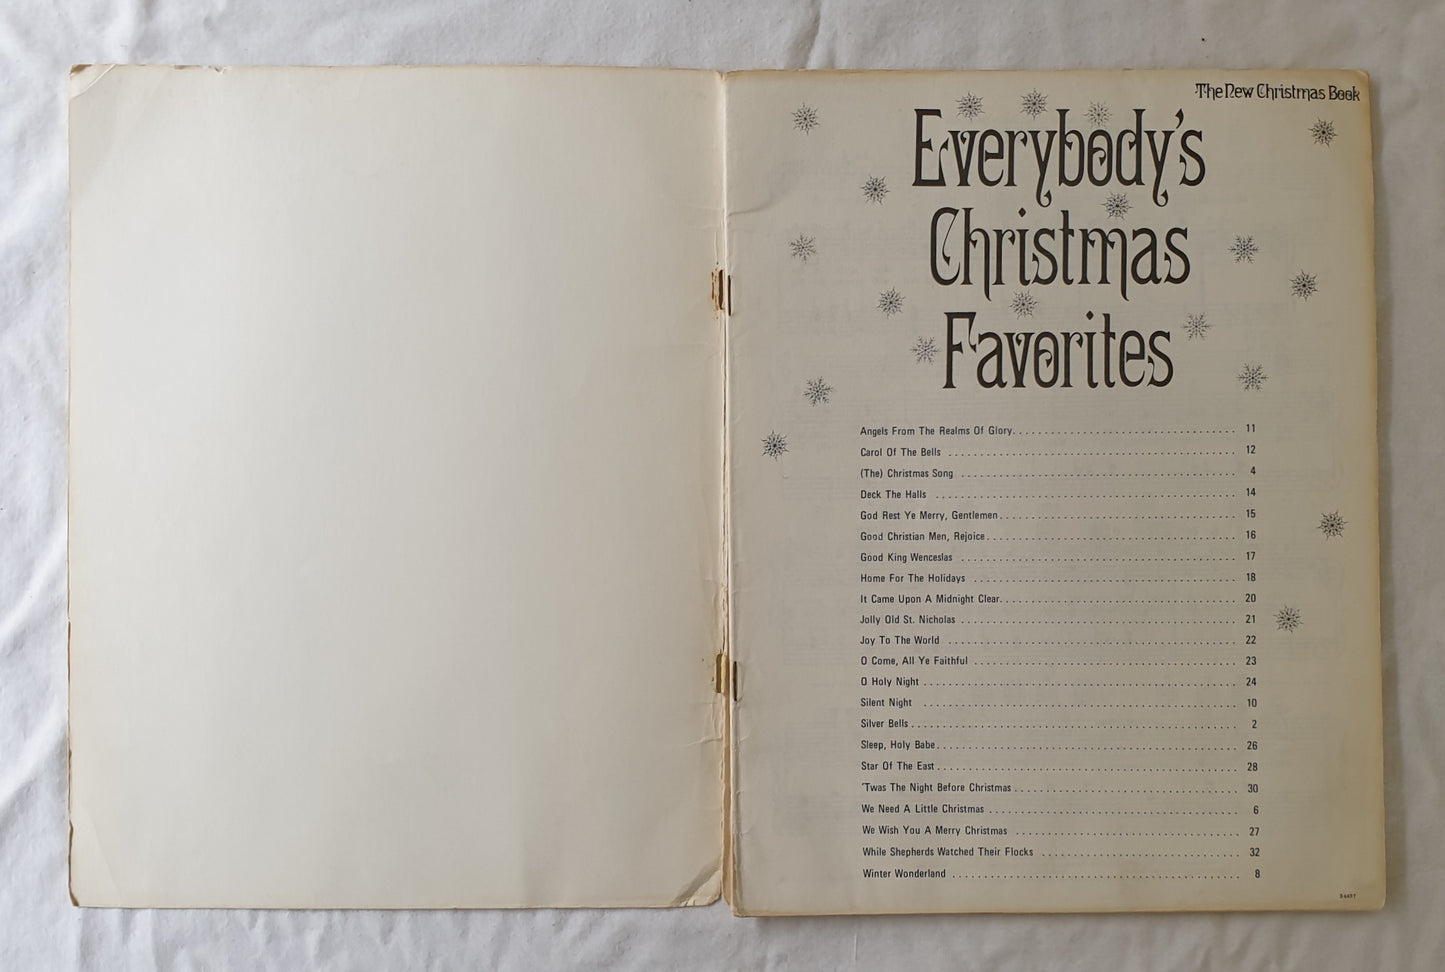 The New Christmas Book
Everybody's
Christmas
Favorites
Angels From The Realms Of Glory. . . . . . . . . . . . . . . . . . . . . . . . . . . . . . . . . . . 11
Carol Of The Bells . . . . . . . . . . . . . . . . . . . . . . . . . . . . . . . . . . . . . . . . . . . . . . 12
(The) Christmas Song . . . . . . . . . . . . . . . . . . . . . . . . . . . . . . . . . . . . . . . . . . . . 4
Deck The Halls . . . . . . . . . . . . . . . . . . . . . . . . . . . . . . . . . . . . . . . . . . . . . . . . 14
God Rest Ye Merry, Gentlemen . . . . . . . . . . . . . . . . . . . . . . . . . . . . . . . . . . . . . . 15
Good Christian Men, Rejoice . . . . . . . . . . . . . . . . . . . . . . . . . . . . . . . . . . . . . . . . 16
Good King Wenceslas . . . . . . . . . . . . . . . . . . . . . . . . . . . . . . . . . . . . . . . . . . . . 17
Home For The Holidays . . . . . . . . . . . . . . . . . . . . . . . . . . . . . . . . . . . . . . . . . . 18
It Came Upon A Midnight Clear. . . . . . . . . . . . . . . . . . . . . . . . . . . . . . . . . . . . . . 20
Jolly Old St. Nicholas . . . . . . . . . . . . . . . . . . . . . . . . . . . . . . . . . . . . . . . . . . . . 21
Joy To The World . . . . . . . . . . . . . . . . . . . . . . . . . . . . . . . . . . . . . . . . . . . . . . 22
O Come, All Ye Faithful . . . . . . . . . . . . . . . . . . . . . . . . . . . . . . . . . . . . . . . . . . 23
O Holy Night . . . . . . . . . . . . . . . . . . . . . . . . . . . . . . . . . . . . . . . . . . . . . . . . . . 24
Silent Night . . . . . . . . . . . . . . . . . . . . . . . . . . . . . . . . . . . . . . . . . . . . . . . . . . 10
Silver Bells . . . . . . . . . . . . . . . . . . . . . . . . . . . . . . . . . . . . . . . . . . . . . . . . . . . . 2
Sleep, Holy Babe . . . . . . . . . . . . . . . . . . . . . . . . . . . . . . . . . . . . . . . . . . . . . . . . 26
Star Of The East . . . . . . . . . . . . . . . . . . . . . . . . . . . . . . . . . . . . . . . . . . . . . . . . 28
'Twas The Night Before Christmas . . . . . . . . . . . . . . . . . . . . . . . . . . . . . . . . . . . . 30
We Need A Little Christmas . . . . . . . . . . . . . . . . . . . . . . . . . . . . . . . . . . . . . . . . 6
We Wish You A Merry Christmas . . . . . . . . . . . . . . . . . . . . . . . . . . . . . . . . . . . . 27
While Shepherds Watched Their Flocks . . . . . . . . . . . . . . . . . . . . . . . . . . . . . . . . 32
Winter Wonderland . . . . . . . . . . . . . . . . . . . . . . . . . . . . . . . . . . . . . . . . . . . . . . 8